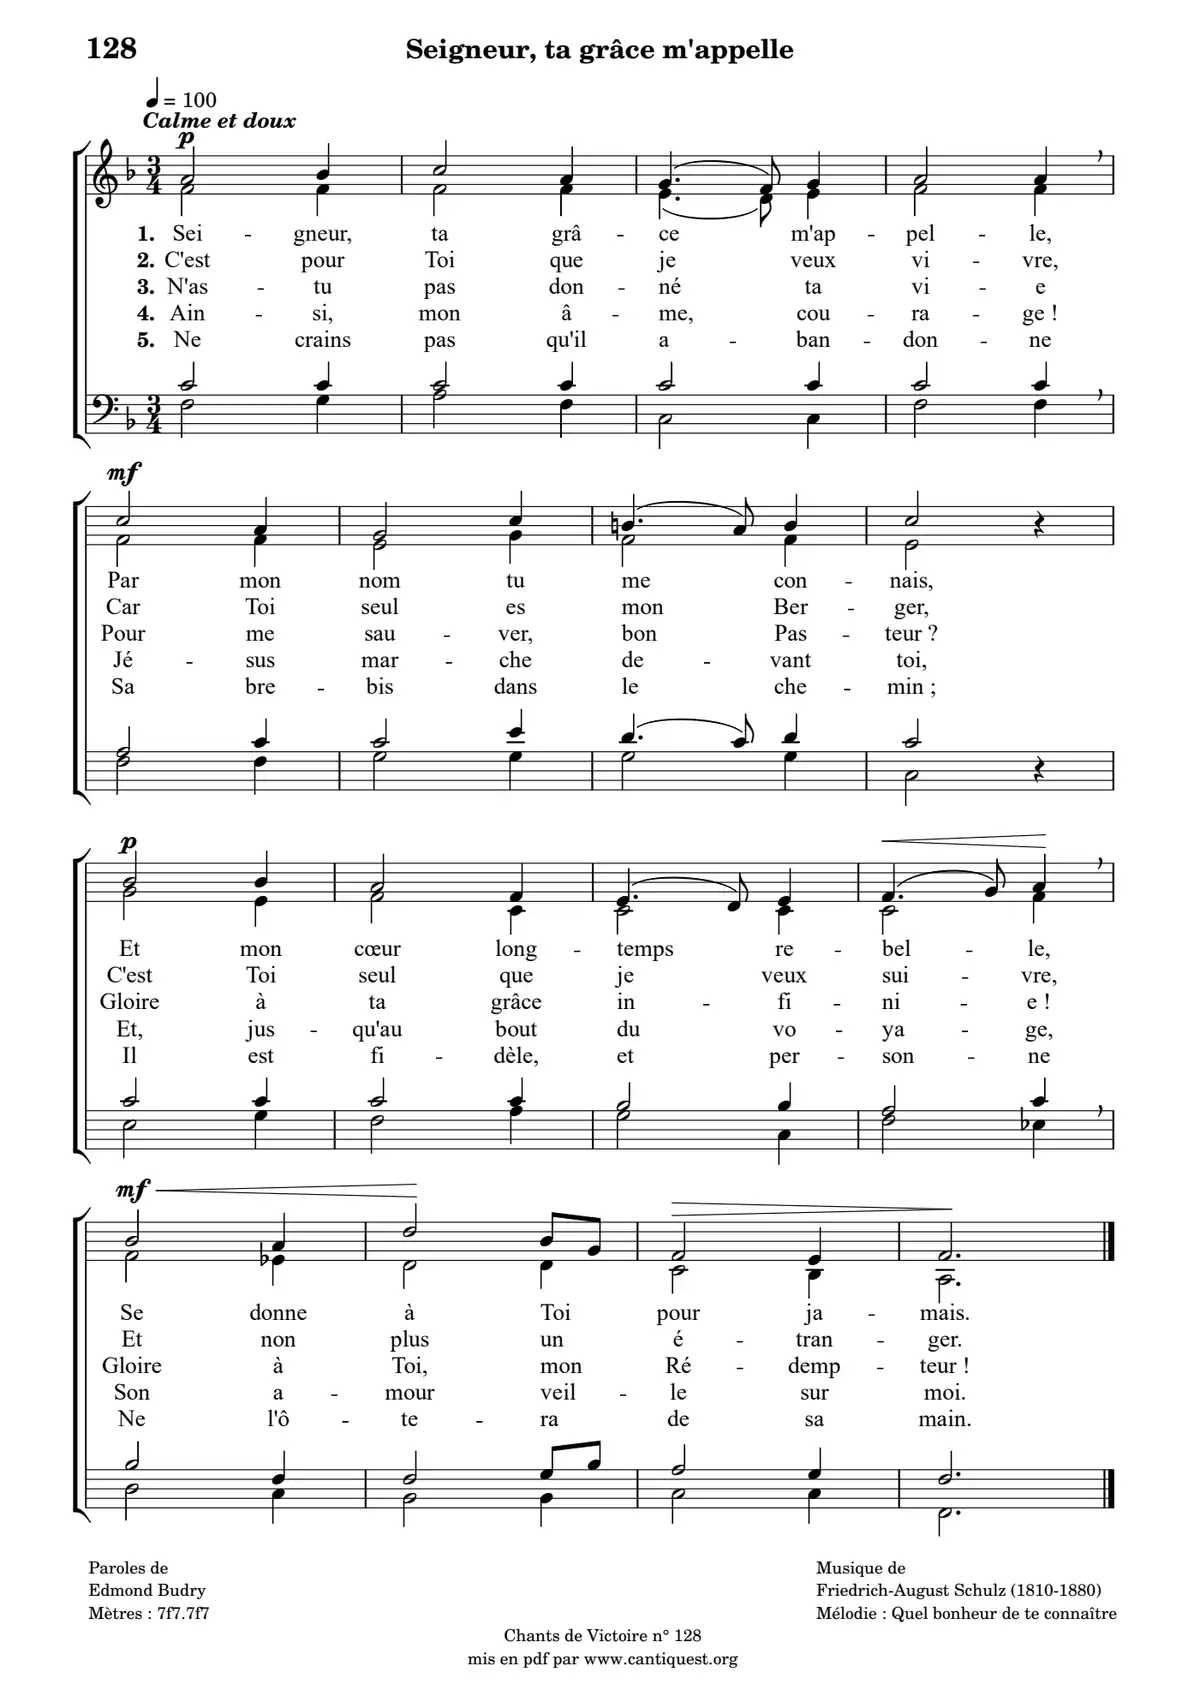 128 Seigneur, ta grâce m'appelle
= 100
Calme et doux
p
1. Sei - gneur, ta grâ - ce m'ap - pel - le,
2. C'est pour Toi que je veux vi - vre,
3. N'as - tu pas don - né ta vi - e
4. Ain - si, mon â - me, cou - ra - ge !
5. Ne crains pas qu'il a - ban - don - ne
mf
Par mon nom tu me con - nais,
Car Toi seul es mon Ber - ger,
Pour me sau - ver, bon Pas - teur ?
Jé - sus mar - che de - vant toi,
Sa bre - bis dans le che - min ;
p
Et mon cœur long - temps re - bel - le,
C'est Toi seul que je veux sui - vre,
Gloire à ta grâce in - fi - ni - e !
Et, jus - qu'au bout du vo - ya - ge,
Il est fi - dèle, et per - son - ne
mf
Se donne à Toi pour ja - mais.
Et non plus un é - tran - ger.
Gloire à Toi, mon Ré - demp - teur !
Son a - mour veil - le sur moi.
Ne l'ô - te - ra de sa main.
Paroles de
Edmond Budry
Mètres : 7f7.7f7
Musique de
Friedrich-August Schulz (1810-1880)
Mélodie : Quel bonheur de te connaître
Chants de Victoire n° 128
mis en pdf par www.cantiquest.org